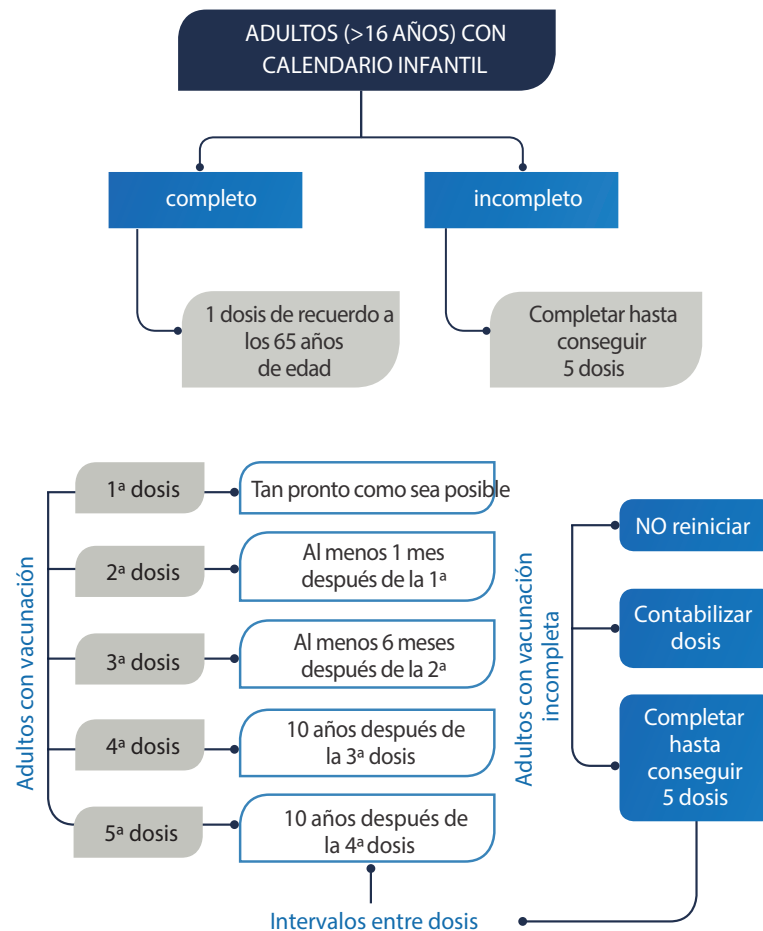 ADULTOS (>16 AÑOS) CON
CALENDARIO INFANTIL
completo
incompleto
1 dosis de recuerdo a
los 65 años
de edad
Completar hasta
conseguir
5 dosis
Adultos con vacunación
1ª dosis
Tan pronto como sea posible
2ª dosis
Al menos 1 mes
después de la 1ª
3ª dosis
Al menos 6 meses
después de la 2ª
4ª dosis
10 años después de
la 3ª dosis
5ª dosis
10 años después de
la 4ª dosis
Adultos con vacunación
incompleta
NO reiniciar
Contabilizar
dosis
Completar
hasta
conseguir
5 dosis
Intervalos entre dosis